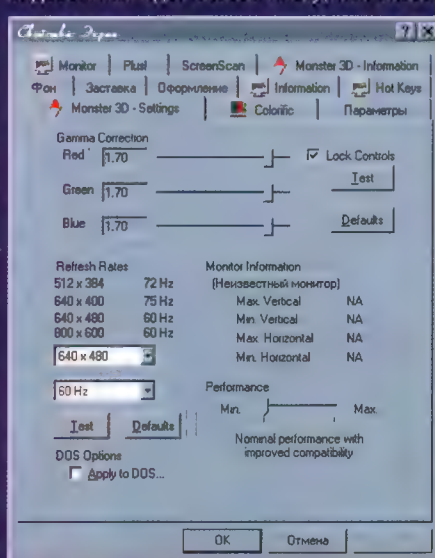 Monitor Plus! ScreenScan Monster 3D - Information
Фон Заставка Оформление Information Hot Keys
Monster 3D - Settings Colorific Параметры
Gamma Correction
Red 1.70
Lock Controls
Test
Green 1.70
Blue 1.70
Defaults
Refresh Rates
512 x 384 72 Hz
640 x 400 75 Hz
640 x 480 60 Hz
800 x 600 60 Hz
640 x 480
60 Hz
Test Defaults
DOS Options
Apply to DOS...
Monitor Information
(Неизвестный монитор)
Max. Vertical NA
Min. Vertical NA
Max. Horizontal NA
Min. Horizontal NA
Performance
Min. Max.
Nominal performance with
improved compatibility
OK Отмена